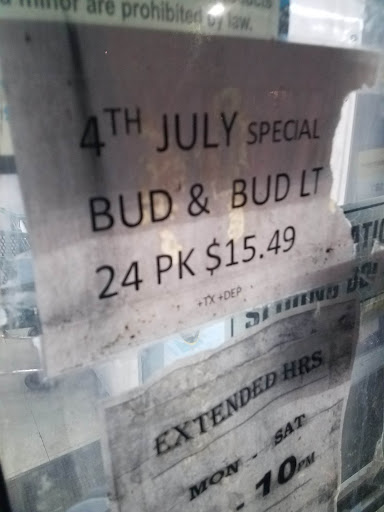 minor are prohibited by law.
4TH JULY SPECIAL
BUD & BUD LT
24 PK $15.49
+TX +DEP
EXTENDED HRS
MON - SAT
- 10PM